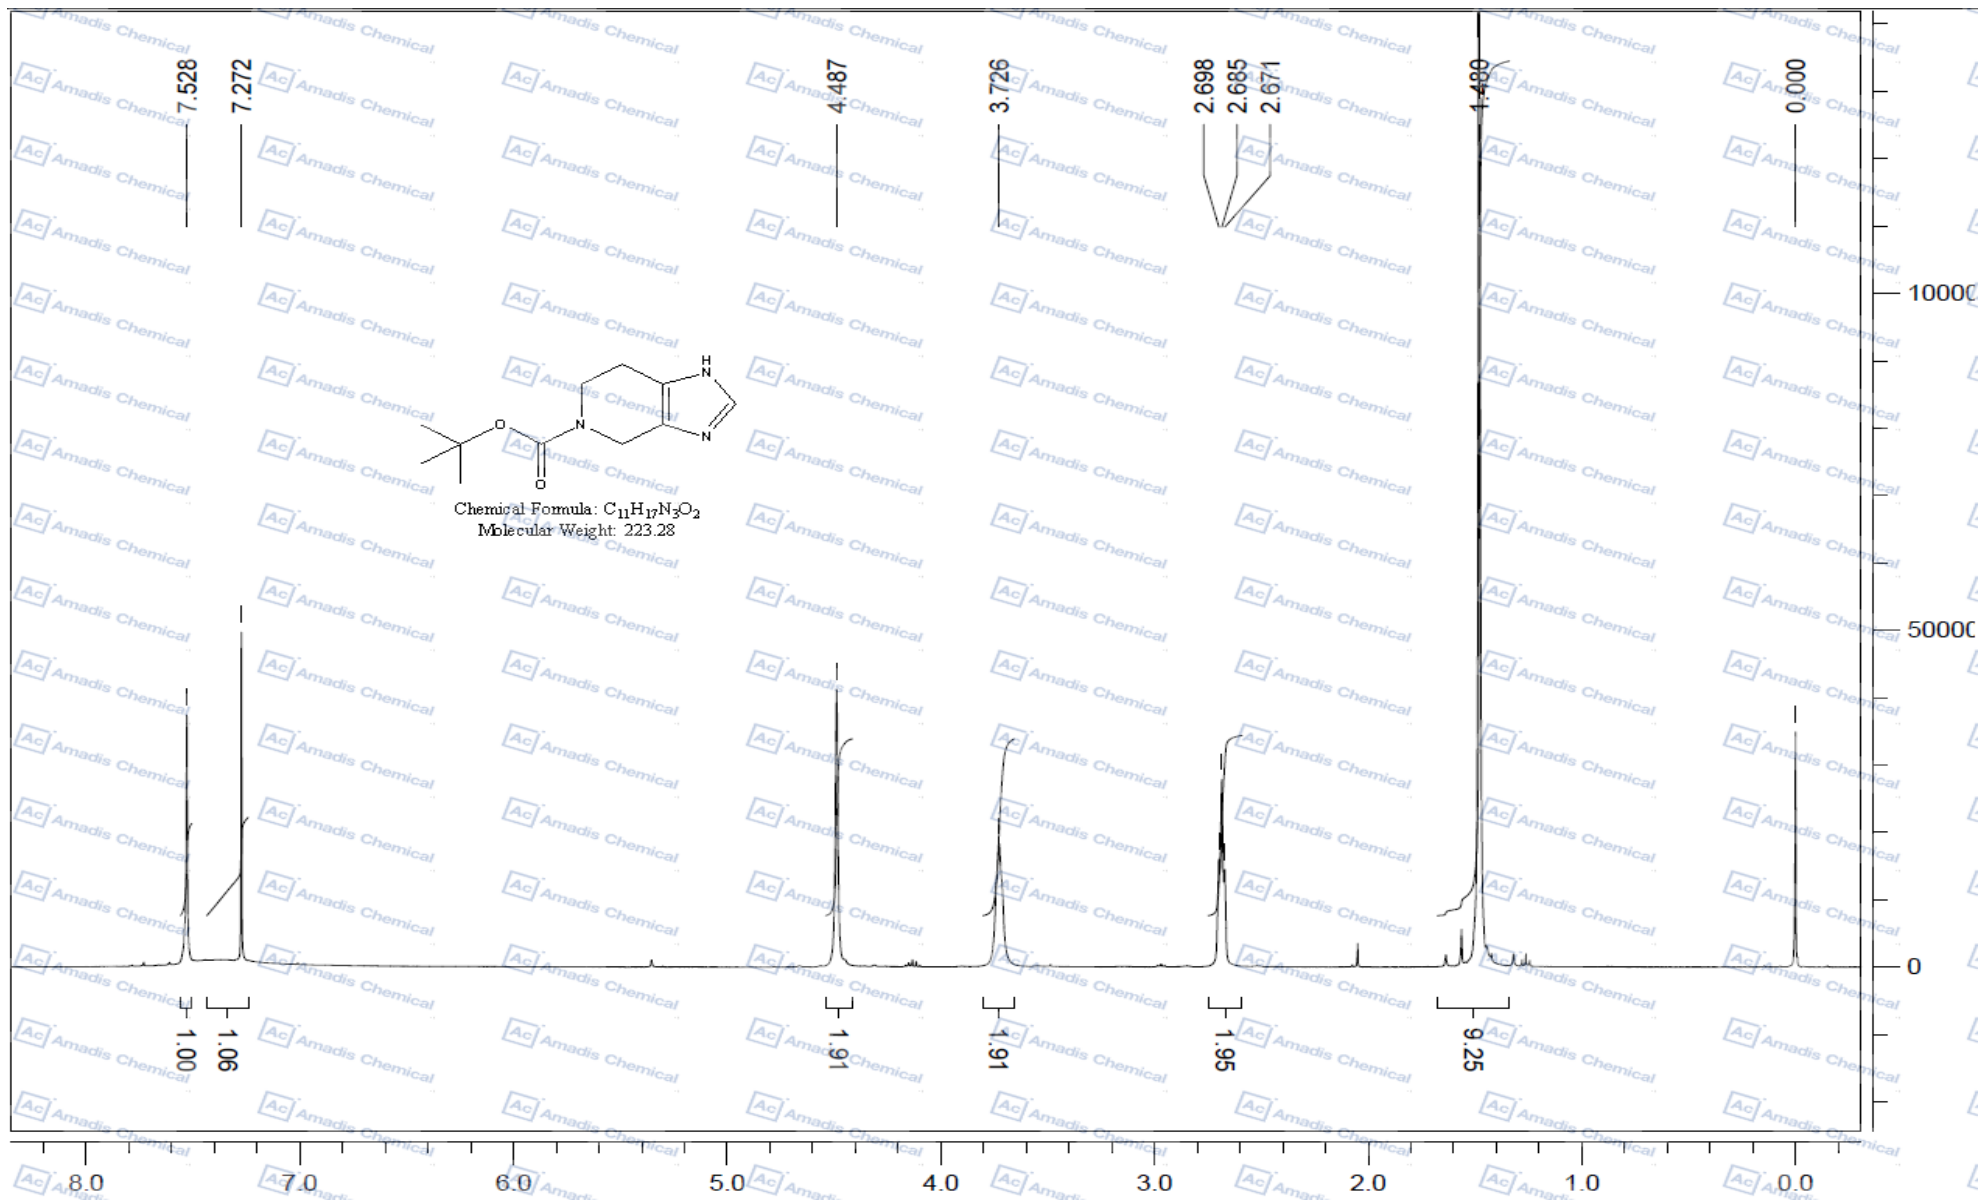 7.528
7.272
4.487
3.726
2.698
2.685
2.671
1.480
0.000
10000
50000
0
H
N
N
N
O
O
Chemical Formula: C₁₁H₁₇N₃O₂
Molecular Weight: 223.28
1.00
1.06
1.91
1.91
1.95
9.25
8.0 7.0 6.0 5.0 4.0 3.0 2.0 1.0 0.0
Ac Amadis Chemical